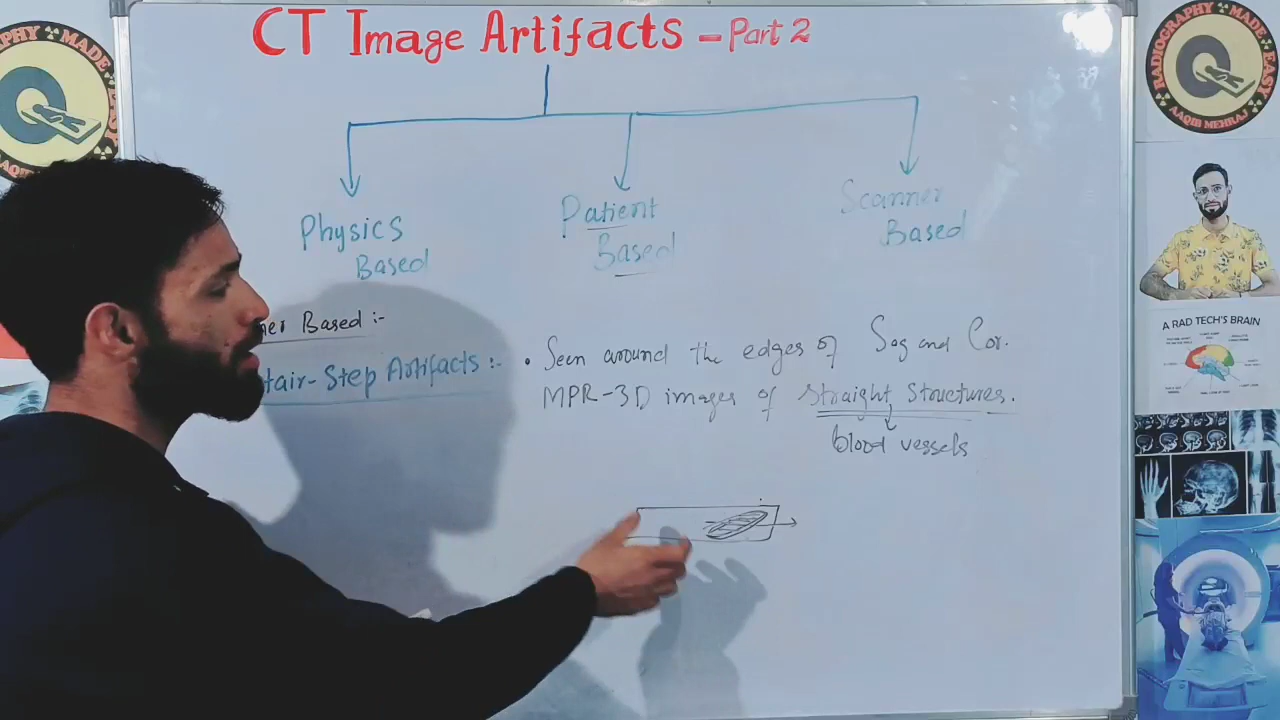 CT Image Artifacts - Part 2
Physics
Based
Patient
Based
Scanner
Based
ner Based :-
tair-Step Artifacts :-
• Seen around the edges of Sag and Cor.
MPR-3D images of straight structures.
blood vessels
RADIOGRAPHY MADE EASY
AAQIB MEHRAJ
A RAD TECH'S BRAIN